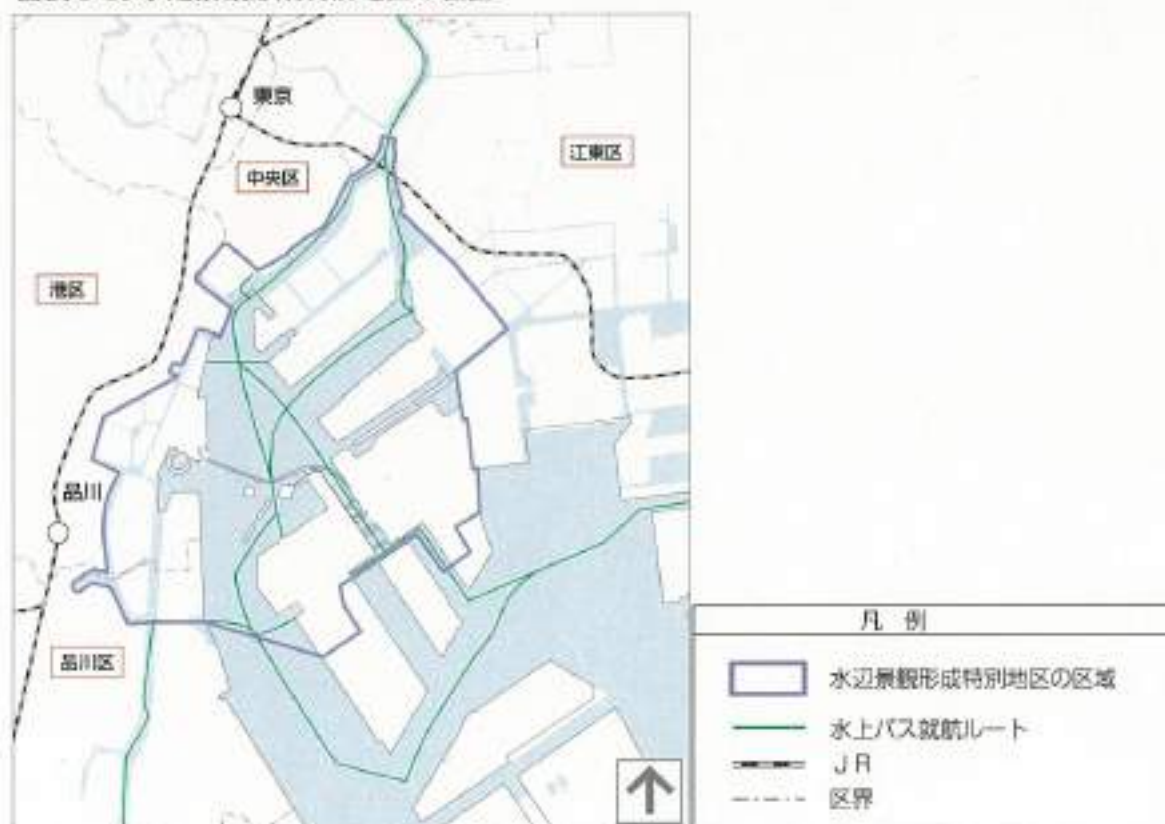 東京
江東区
中央区
港区
品川
品川区
凡 例
水辺景観形成特別地区の区域
水上バス就航ルート
ＪＲ
区界